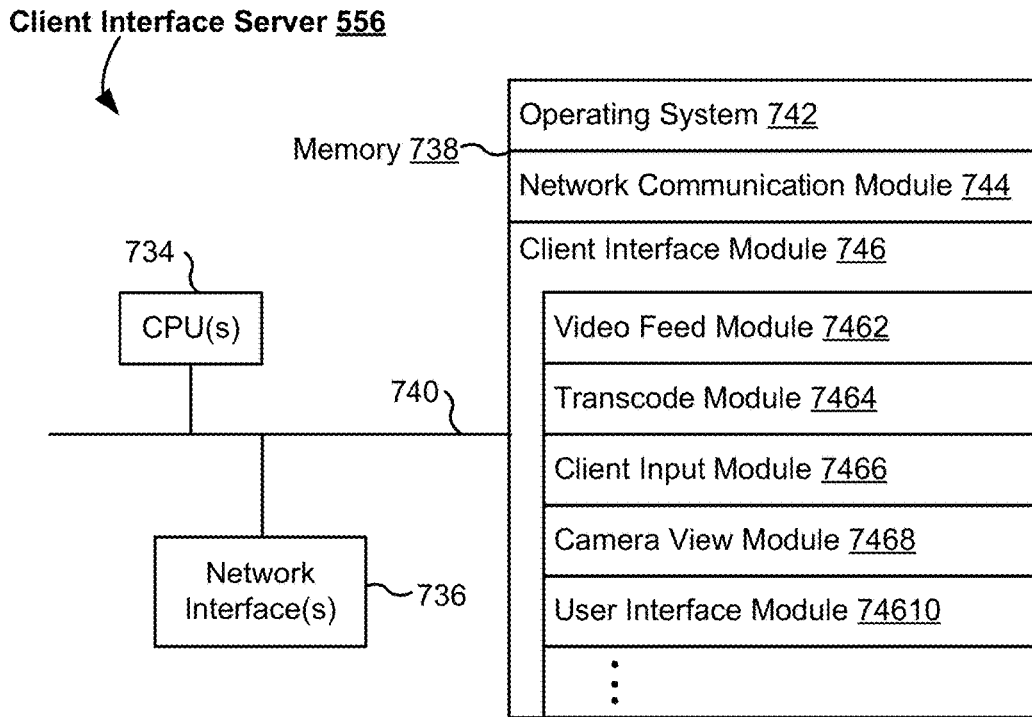 Client Interface Server 556
Operating System 742
Memory 738
Network Communication Module 744
Client Interface Module 746
734
CPU(s)
Video Feed Module 7462
740
Transcode Module 7464
Client Input Module 7466
Camera View Module 7468
Network
Interface(s)
736
User Interface Module 74610